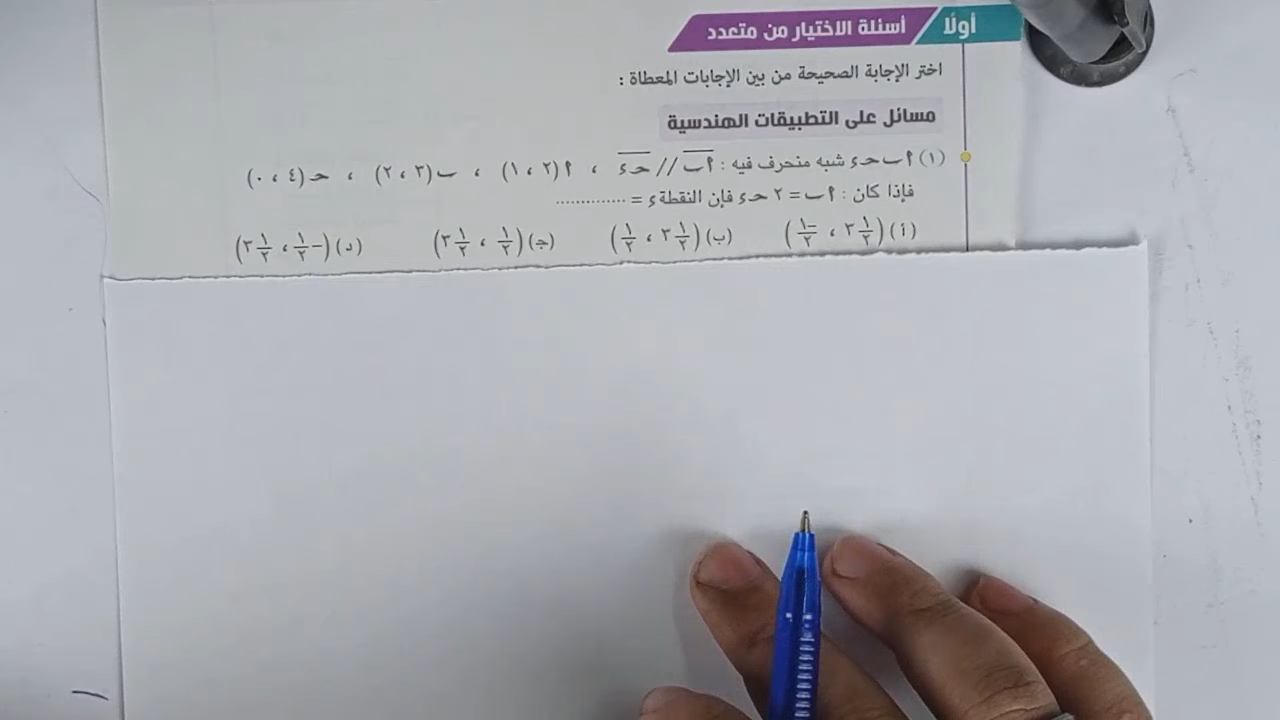 أولًا أسئلة الاختيار من متعدد
اختر الإجابة الصحيحة من بين الإجابات المعطاة :
مسائل على التطبيقات الهندسية
(١) ا ب حـ ء شبه منحرف فيه : ا ب // حـ ء ، ا (٢ ، ١) ، ب (٣ ، ٢) ، حـ (٤ ، ٠)
فإذا كان : ا ب = ٢ حـ ء فإن النقطة ء = ..............
(أ) (٣ ١/٢ ، -١/٢) (ب) (٣ ١/٢ ، ١/٢) (جـ) (١/٢ ، ٣ ١/٢) (د) (-١/٢ ، ٣ ١/٢)